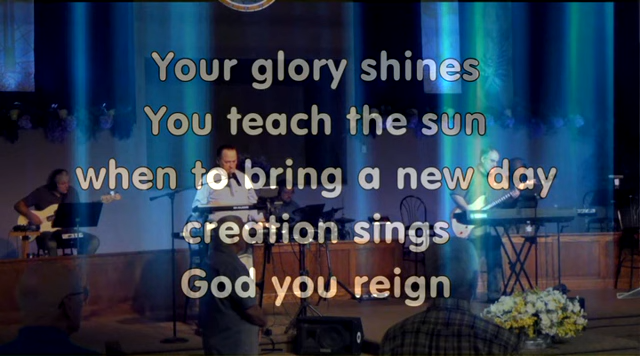 Your glory shines
You teach the sun
when to bring a new day
creation sings
God you reign